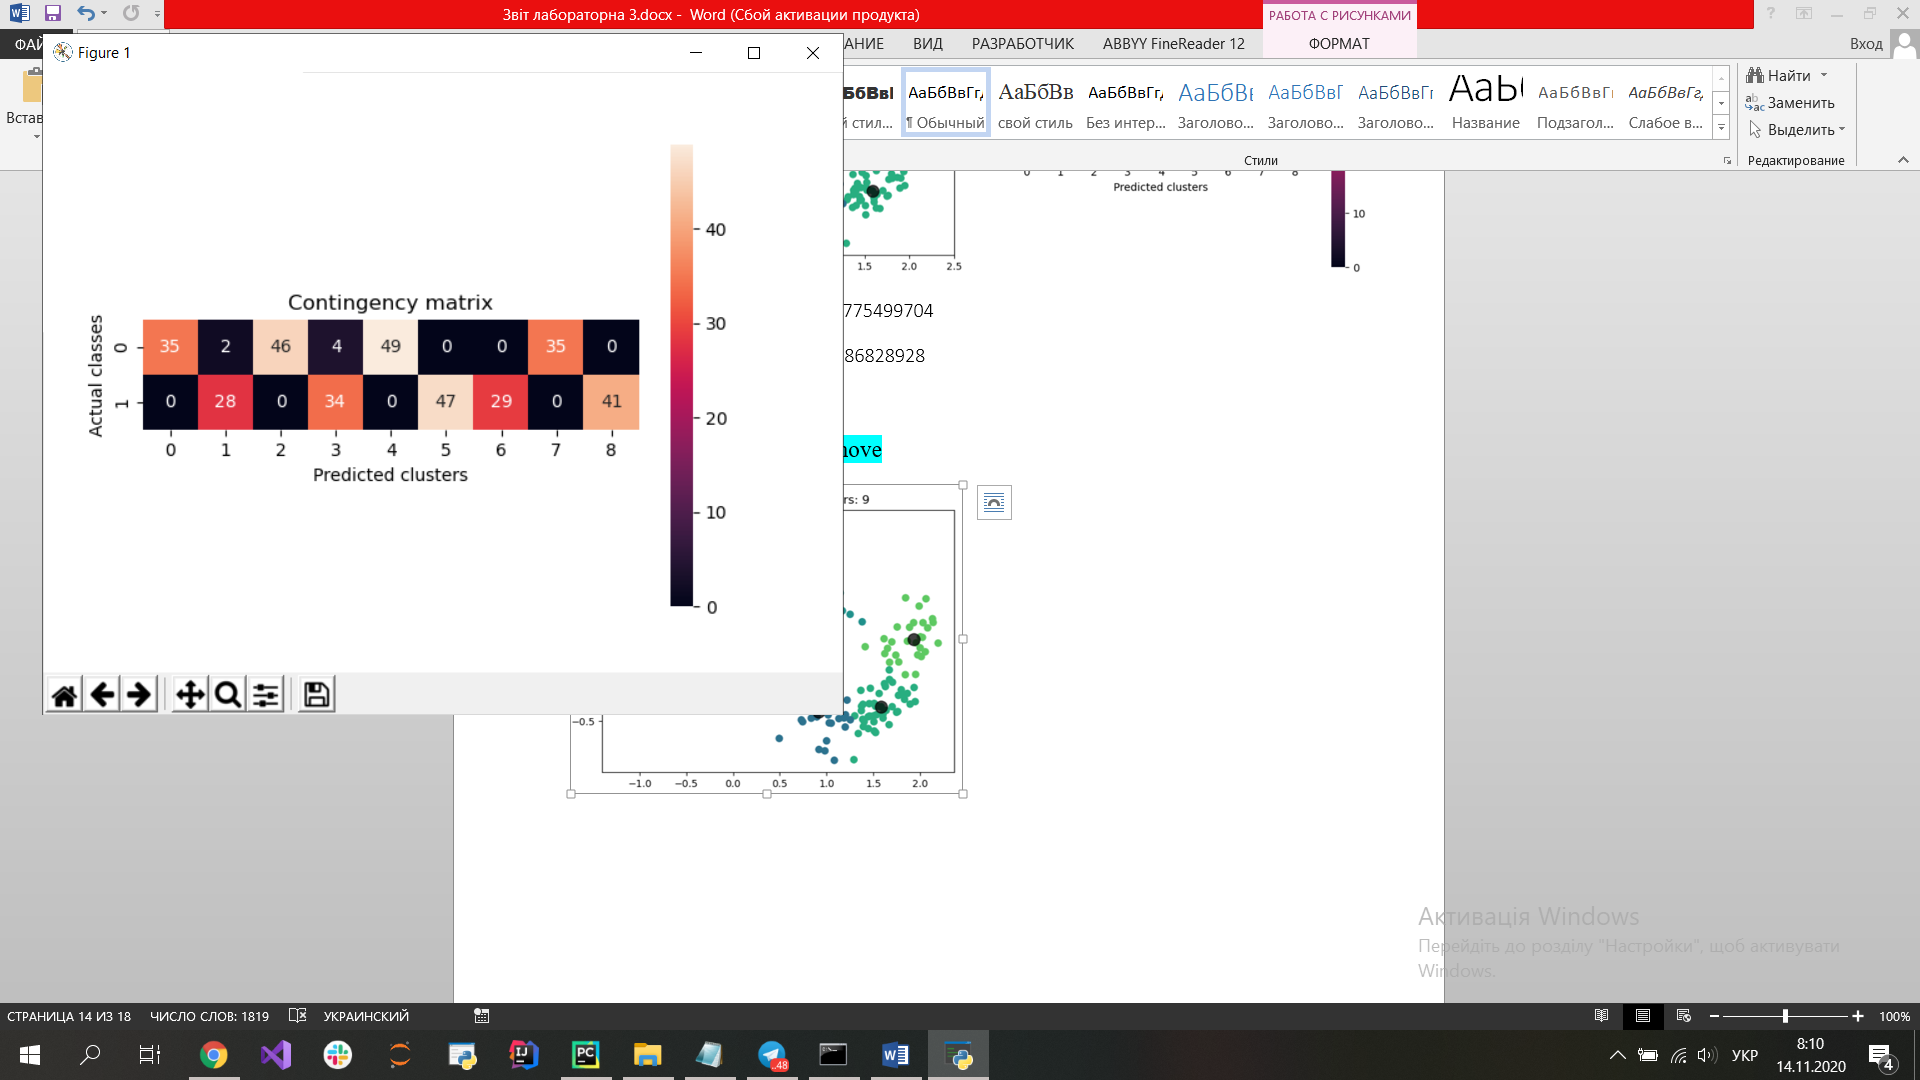 Звіт лабораторна 3.docx - Word (Сбой активации продукта)
РАБОТА С РИСУНКАМИ
ВИД
РАЗРАБОТЧИК
ABBYY FineReader 12
ФОРМАТ
Вход
Figure 1
АаБбВвГг,
АаБбВв
АаБбВвГг,
¶ Обычный
свой стиль
Без интер...
Заголово...
Заголово...
Заголово...
Название
Подзагол...
Слабое в...
Стили
Найти
Заменить
Выделить
Редактирование
Contingency matrix
Actual classes
0
1
35 2 46 4 49 0 0 35 0
0 28 0 34 0 47 29 0 41
0 1 2 3 4 5 6 7 8
Predicted clusters
40
30
20
10
0
Predicted clusters
10
0
1.5 2.0 2.5
775499704
86828928
rs: 9
−0.5
−1.0 −0.5 0.0 0.5 1.0 1.5 2.0
Активація Windows
Перейдіть до розділу "Настройки", щоб активувати
Windows.
СТРАНИЦА 14 ИЗ 18
ЧИСЛО СЛОВ: 1819
УКРАИНСКИЙ
100%
УКР
8:10
14.11.2020
4